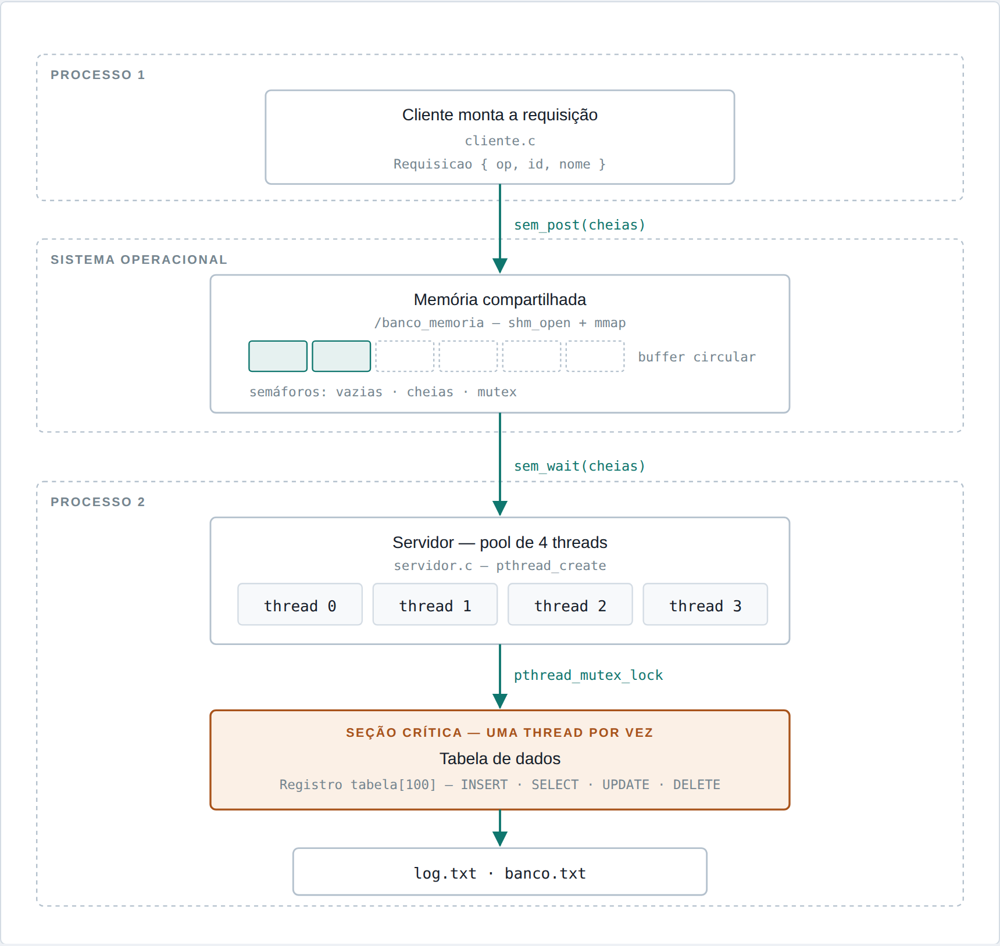 PROCESSO 1
Cliente monta a requisição
cliente.c
Requisicao { op, id, nome }
sem_post(cheias)
SISTEMA OPERACIONAL
Memória compartilhada
/banco_memoria — shm_open + mmap
buffer circular
semáforos: vazias · cheias · mutex
sem_wait(cheias)
PROCESSO 2
Servidor — pool de 4 threads
servidor.c — pthread_create
thread 0 thread 1 thread 2 thread 3
pthread_mutex_lock
SEÇÃO CRÍTICA — UMA THREAD POR VEZ
Tabela de dados
Registro tabela[100] — INSERT · SELECT · UPDATE · DELETE
log.txt · banco.txt